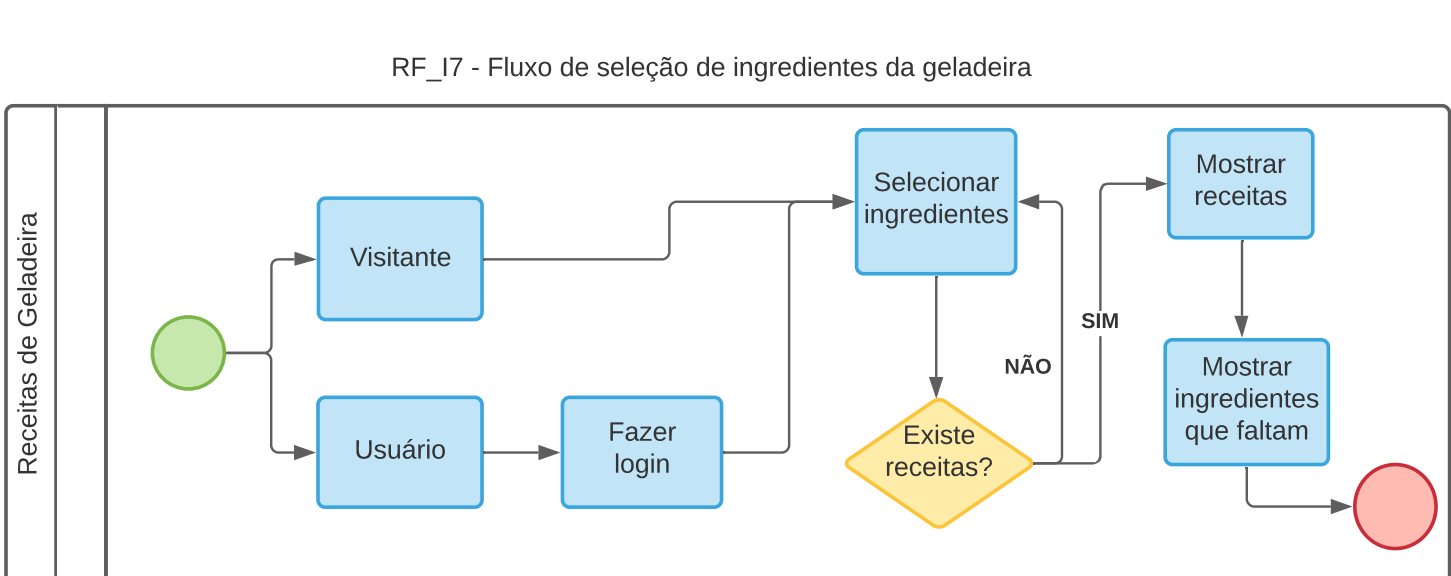 RF_I7 - Fluxo de seleção de ingredientes da geladeira
Receitas de Geladeira
Visitante
Usuário
Fazer
login
Selecionar
ingredientes
Existe
receitas?
NÃO
SIM
Mostrar
receitas
Mostrar
ingredientes
que faltam